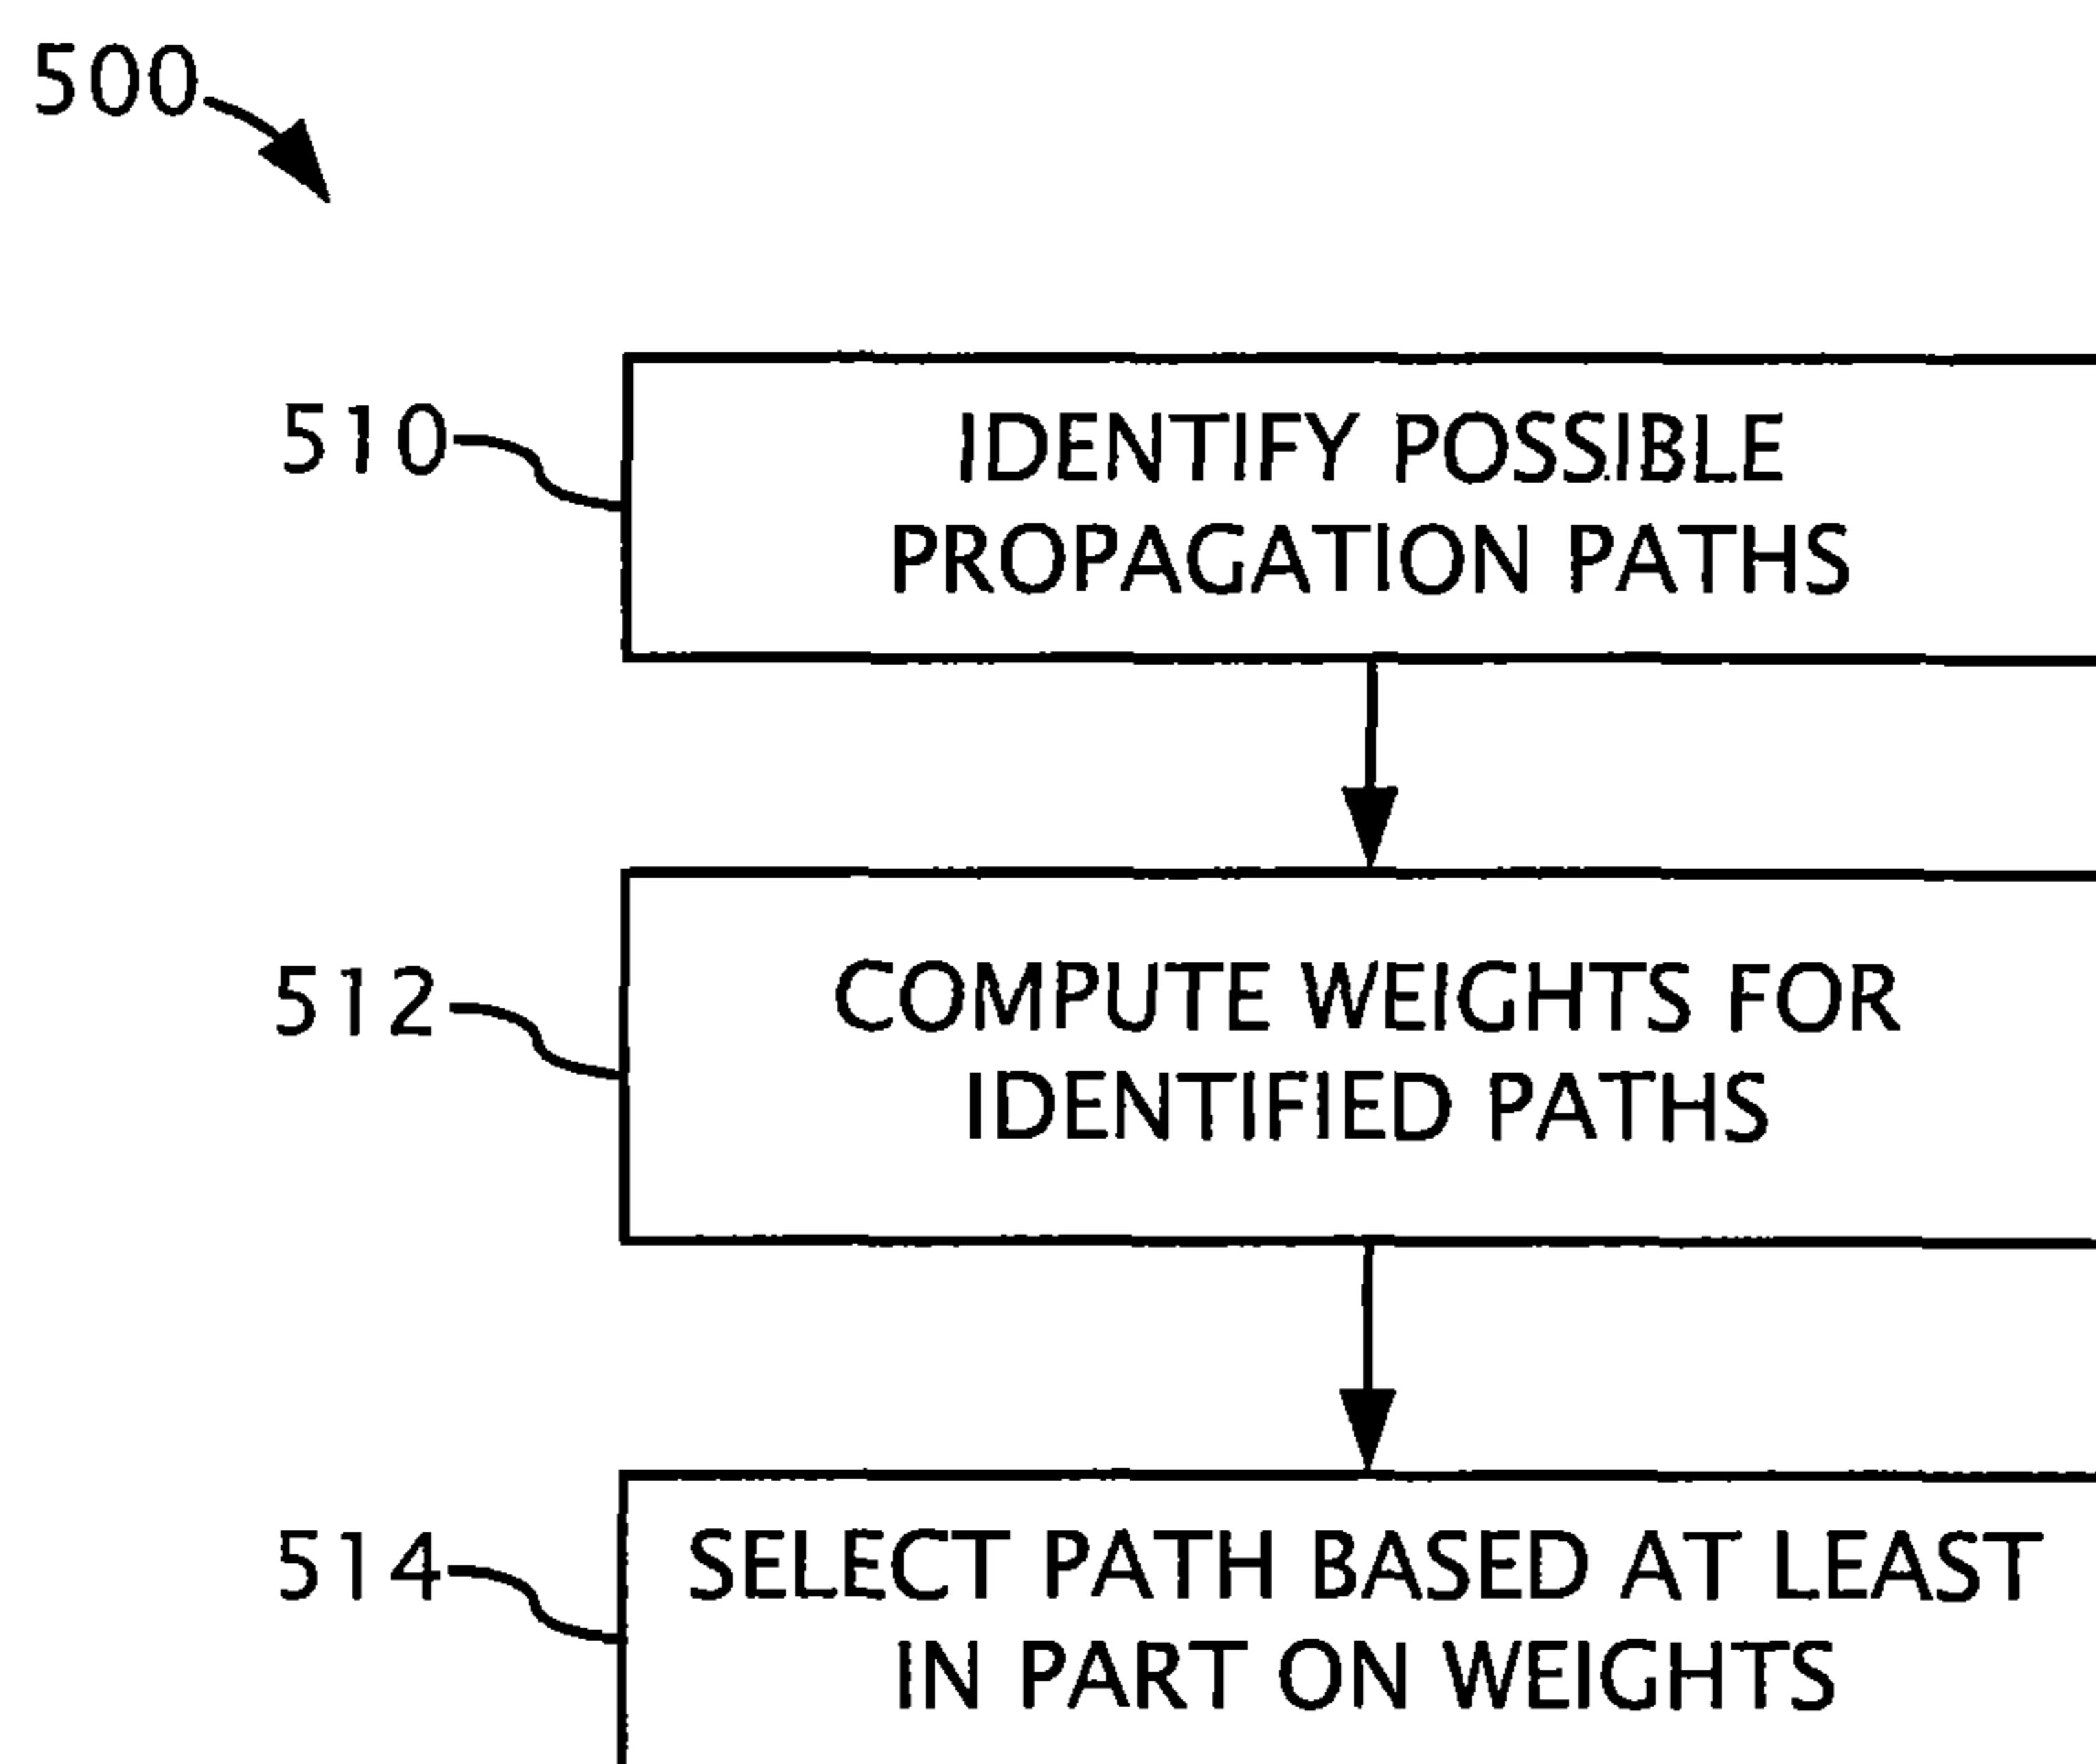 500
510
IDENTIFY POSSIBLE
PROPAGATION PATHS
512
COMPUTE WEIGHTS FOR
IDENTIFIED PATHS
514
SELECT PATH BASED AT LEAST
IN PART ON WEIGHTS